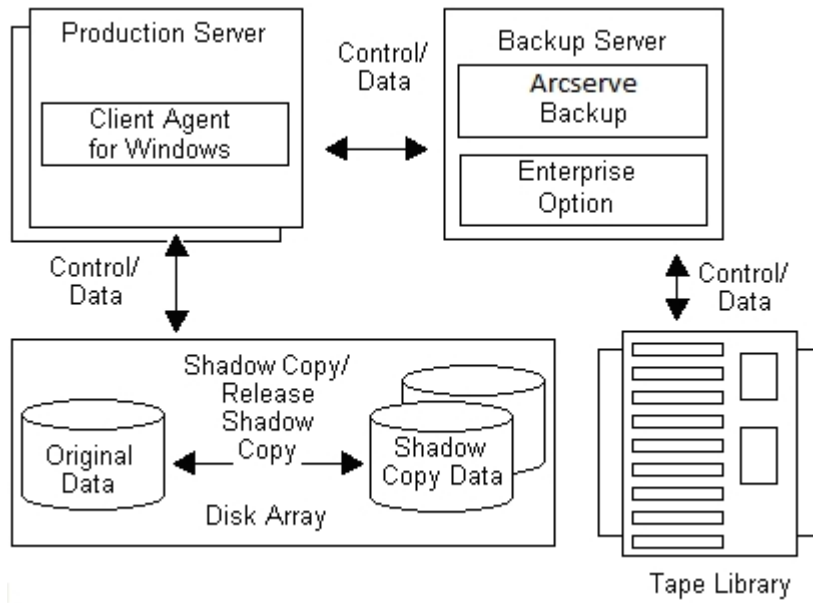 Production Server
Client Agent
for Windows
Control/
Data
Backup Server
Arcserve
Backup
Enterprise
Option
Control/
Data
Control/
Data
Shadow Copy/
Release
Shadow
Copy
Original
Data
Shadow
Copy Data
Disk Array
Tape Library